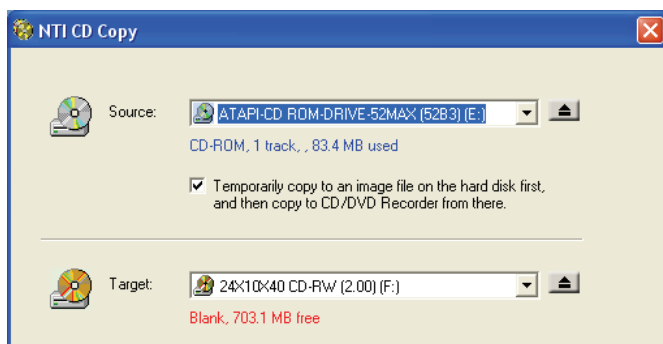 NTI CD Copy
Source: ATAPI-CD ROM-DRIVE-52MAX (52B3) (E:)
CD-ROM, 1 track, , 83.4 MB used
Temporarily copy to an image file on the hard disk first,
and then copy to CD/DVD Recorder from there.
Target: 24X10X40 CD-RW (2.00) (F:)
Blank, 703.1 MB free